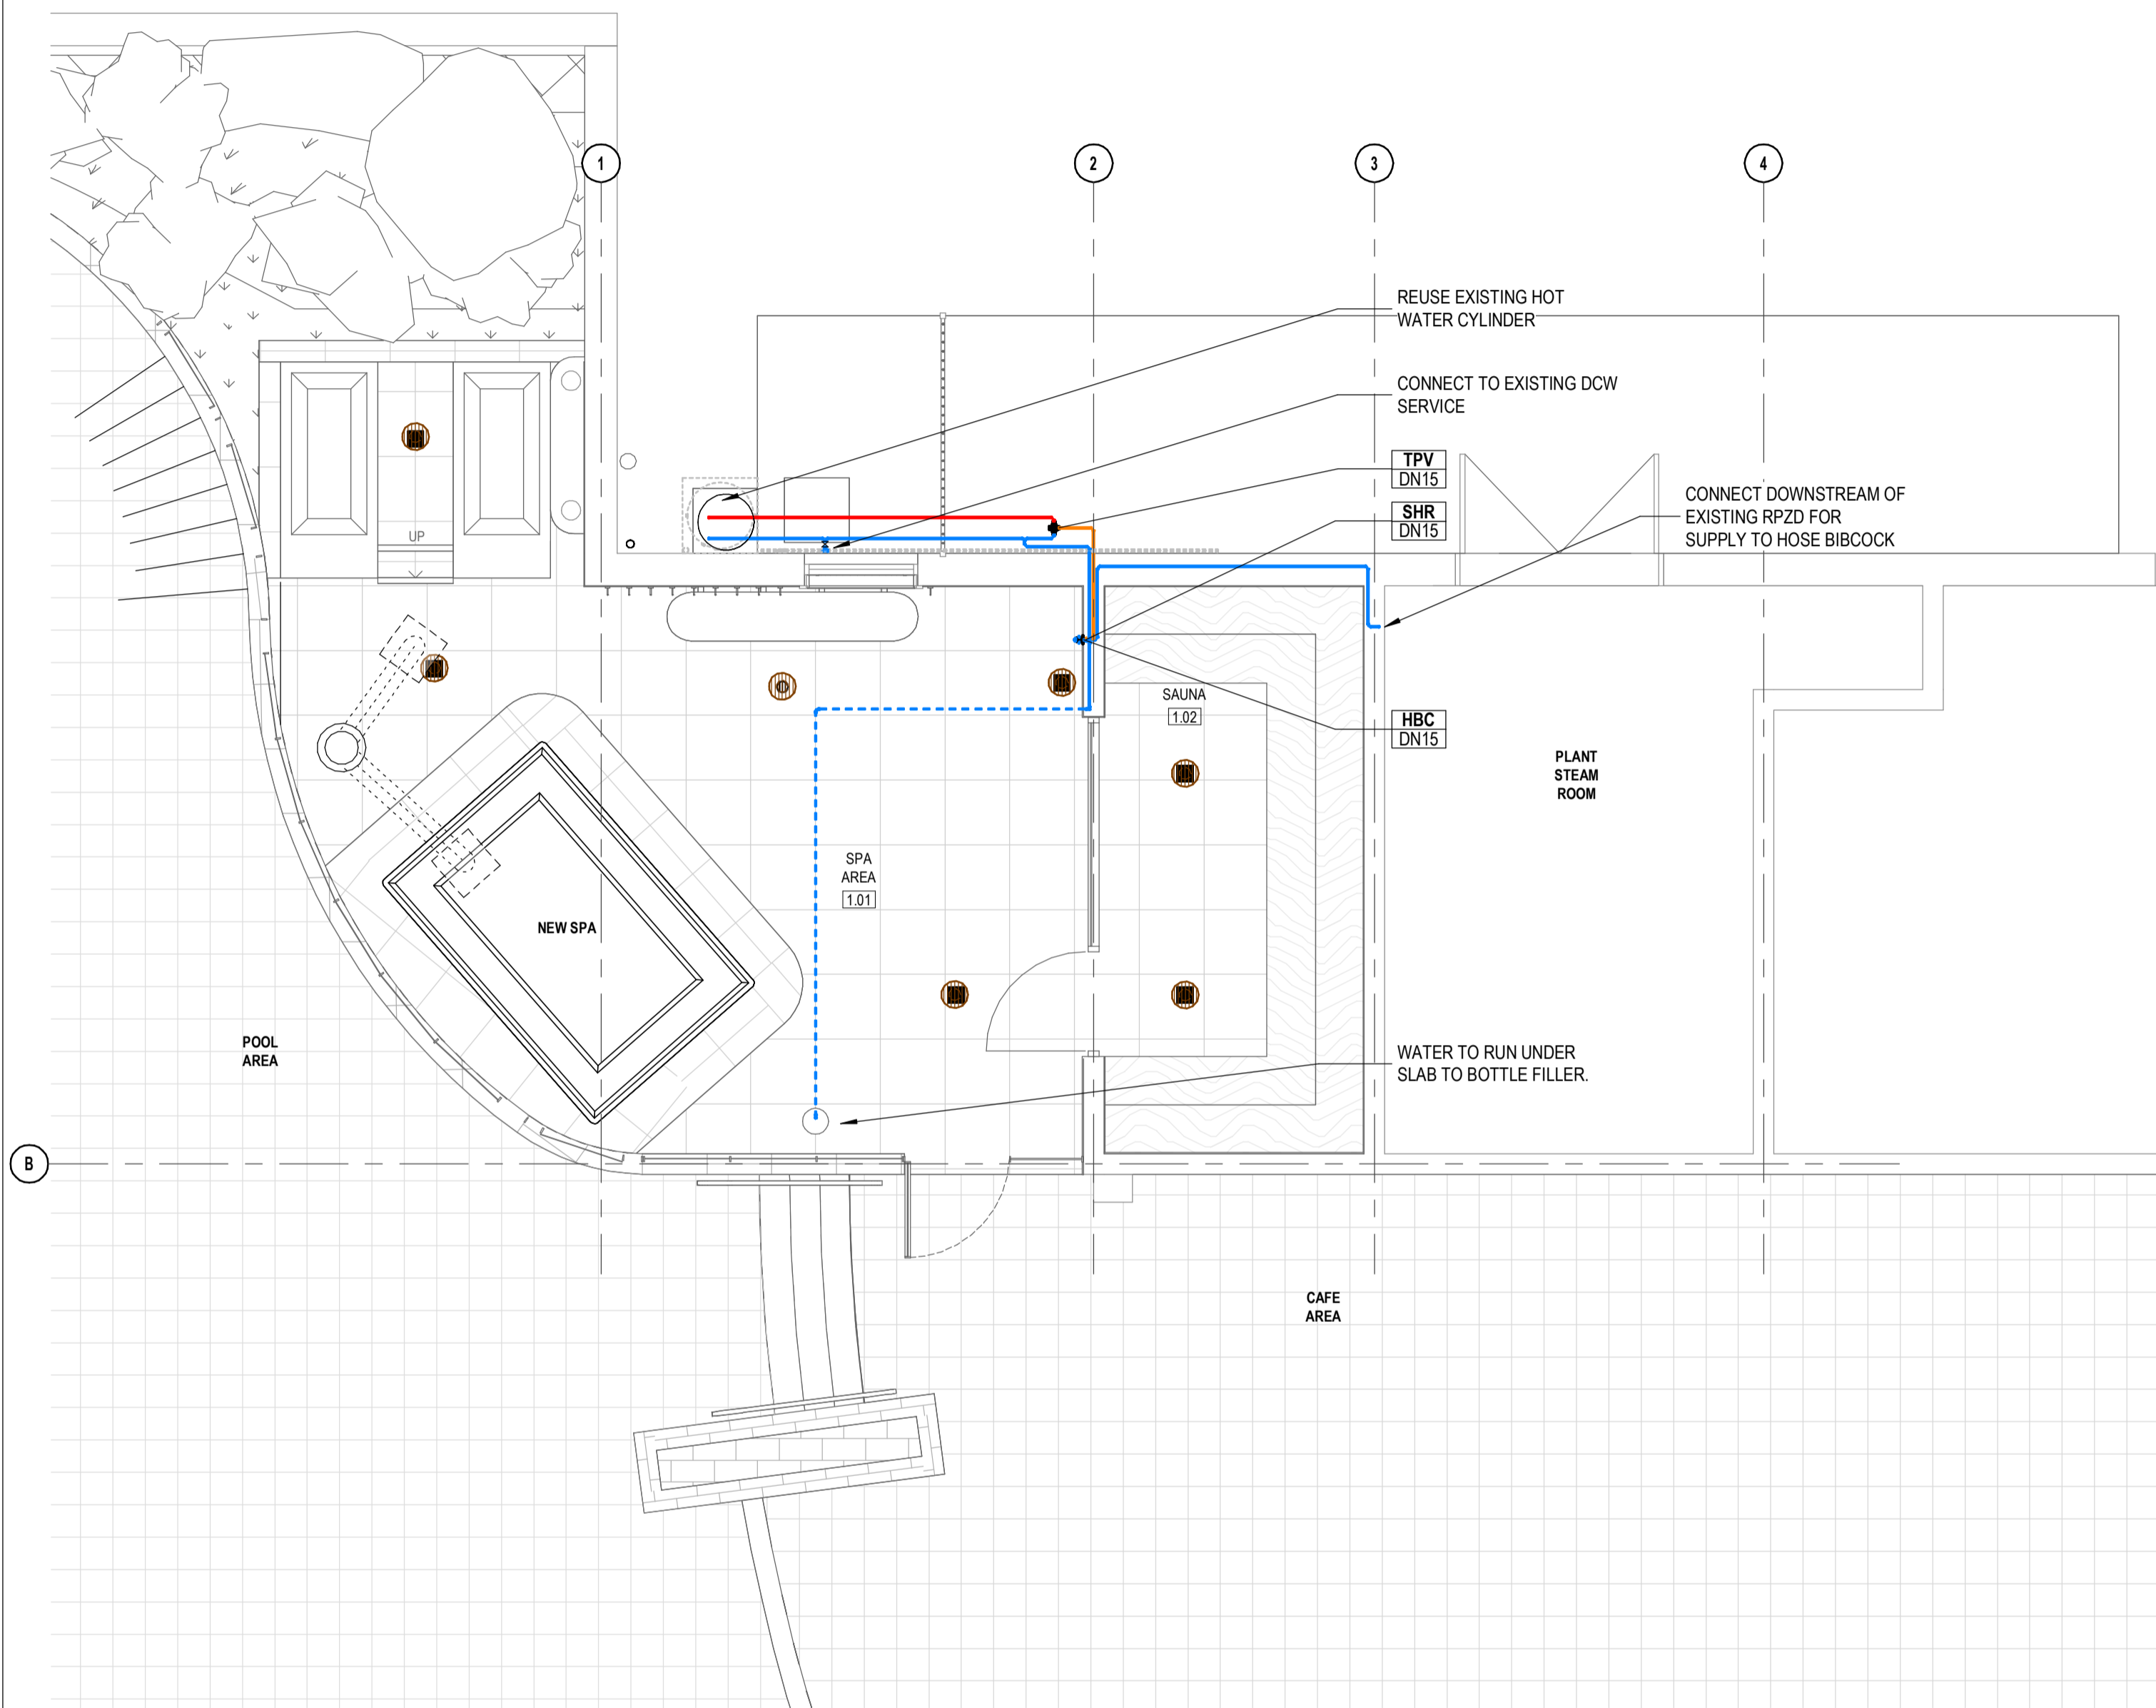 1
2
3
4
REUSE EXISTING HOT
WATER CYLINDER
CONNECT TO EXISTING DCW
SERVICE
TPV
DN15
SHR
DN15
CONNECT DOWNSTREAM OF
EXISTING RPZD FOR
SUPPLY TO HOSE BIBCOCK
UP
SAUNA
1.02
HBC
DN15
PLANT
STEAM
ROOM
SPA
AREA
1.01
NEW SPA
POOL
AREA
WATER TO RUN UNDER
SLAB TO BOTTLE FILLER.
B
CAFE
AREA